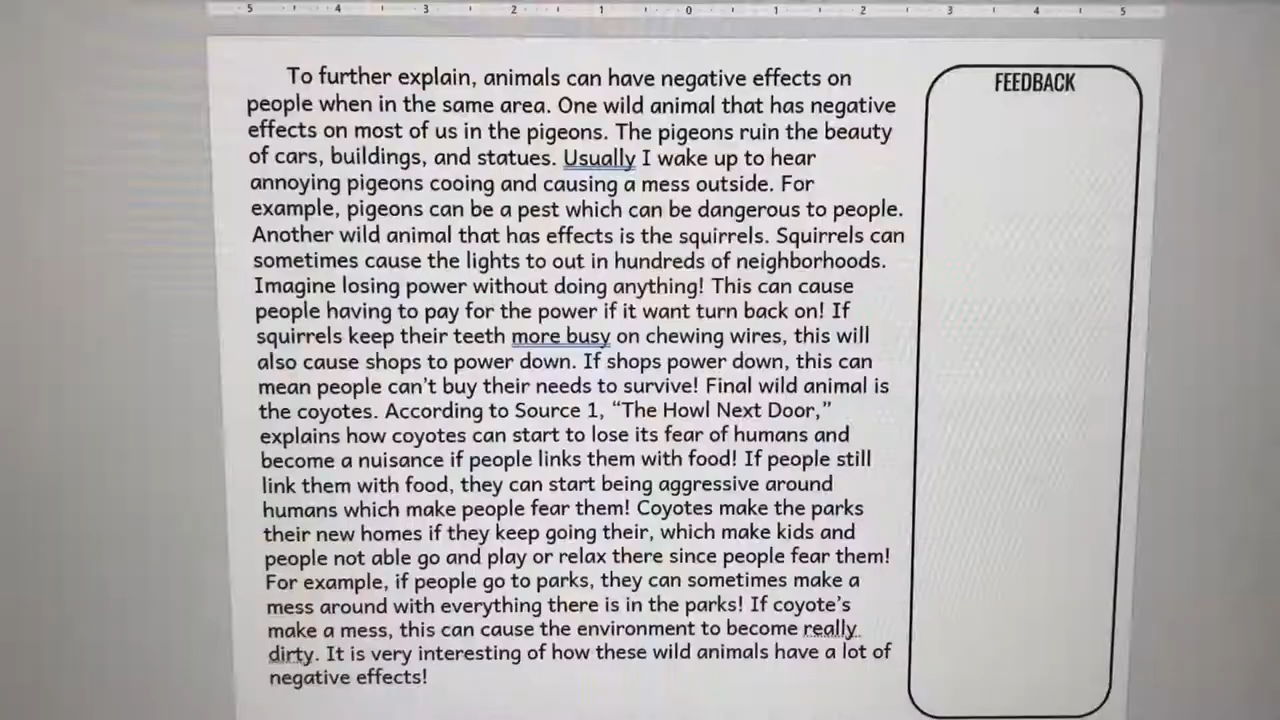 5 4 3 2 1 0 1 2 3 4 5
To further explain, animals can have negative effects on
people when in the same area. One wild animal that has negative
effects on most of us in the pigeons. The pigeons ruin the beauty
of cars, buildings, and statues. Usually I wake up to hear
annoying pigeons cooing and causing a mess outside. For
example, pigeons can be a pest which can be dangerous to people.
Another wild animal that has effects is the squirrels. Squirrels can
sometimes cause the lights to out in hundreds of neighborhoods.
Imagine losing power without doing anything! This can cause
people having to pay for the power if it want turn back on! If
squirrels keep their teeth more busy on chewing wires, this will
also cause shops to power down. If shops power down, this can
mean people can't buy their needs to survive! Final wild animal is
the coyotes. According to Source 1, “The Howl Next Door,”
explains how coyotes can start to lose its fear of humans and
become a nuisance if people links them with food! If people still
link them with food, they can start being aggressive around
humans which make people fear them! Coyotes make the parks
their new homes if they keep going their, which make kids and
people not able go and play or relax there since people fear them!
For example, if people go to parks, they can sometimes make a
mess around with everything there is in the parks! If coyote's
make a mess, this can cause the environment to become really
dirty. It is very interesting of how these wild animals have a lot of
negative effects!
FEEDBACK